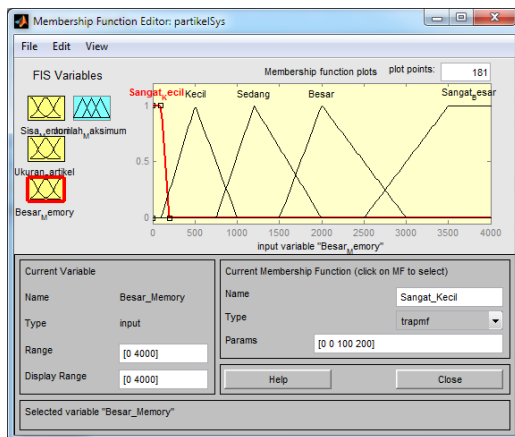 Membership Function Editor: partikelSys
File Edit View
FIS Variables
Membership function plots plot points: 181
Sangat_Kecil Kecil Sedang Besar Sangat_Besar
1
0.5
0
0 500 1000 1500 2000 2500 3000 3500 4000
input variable "Besar_Memory"
Ukuran
Besar_Memory
Current Variable
Name Besar_Memory
Type input
Range [0 4000]
Display Range [0 4000]
Current Membership Function (click on MF to select)
Name Sangat_Kecil
Type trapmf
Params [0 0 100 200]
Help Close
Selected variable "Besar_Memory"